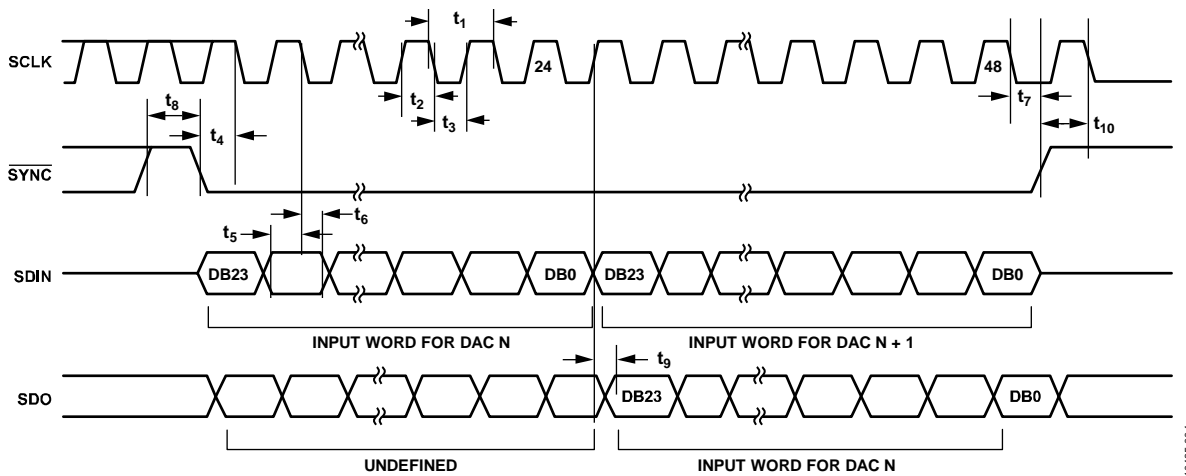 t1
SCLK
24
48
t2
t3
t7
t8
t4
t10
SYNC
t5
t6
SDIN
DB23
DB0
DB23
DB0
INPUT WORD FOR DAC N
INPUT WORD FOR DAC N + 1
t9
SDO
DB23
DB0
UNDEFINED
INPUT WORD FOR DAC N